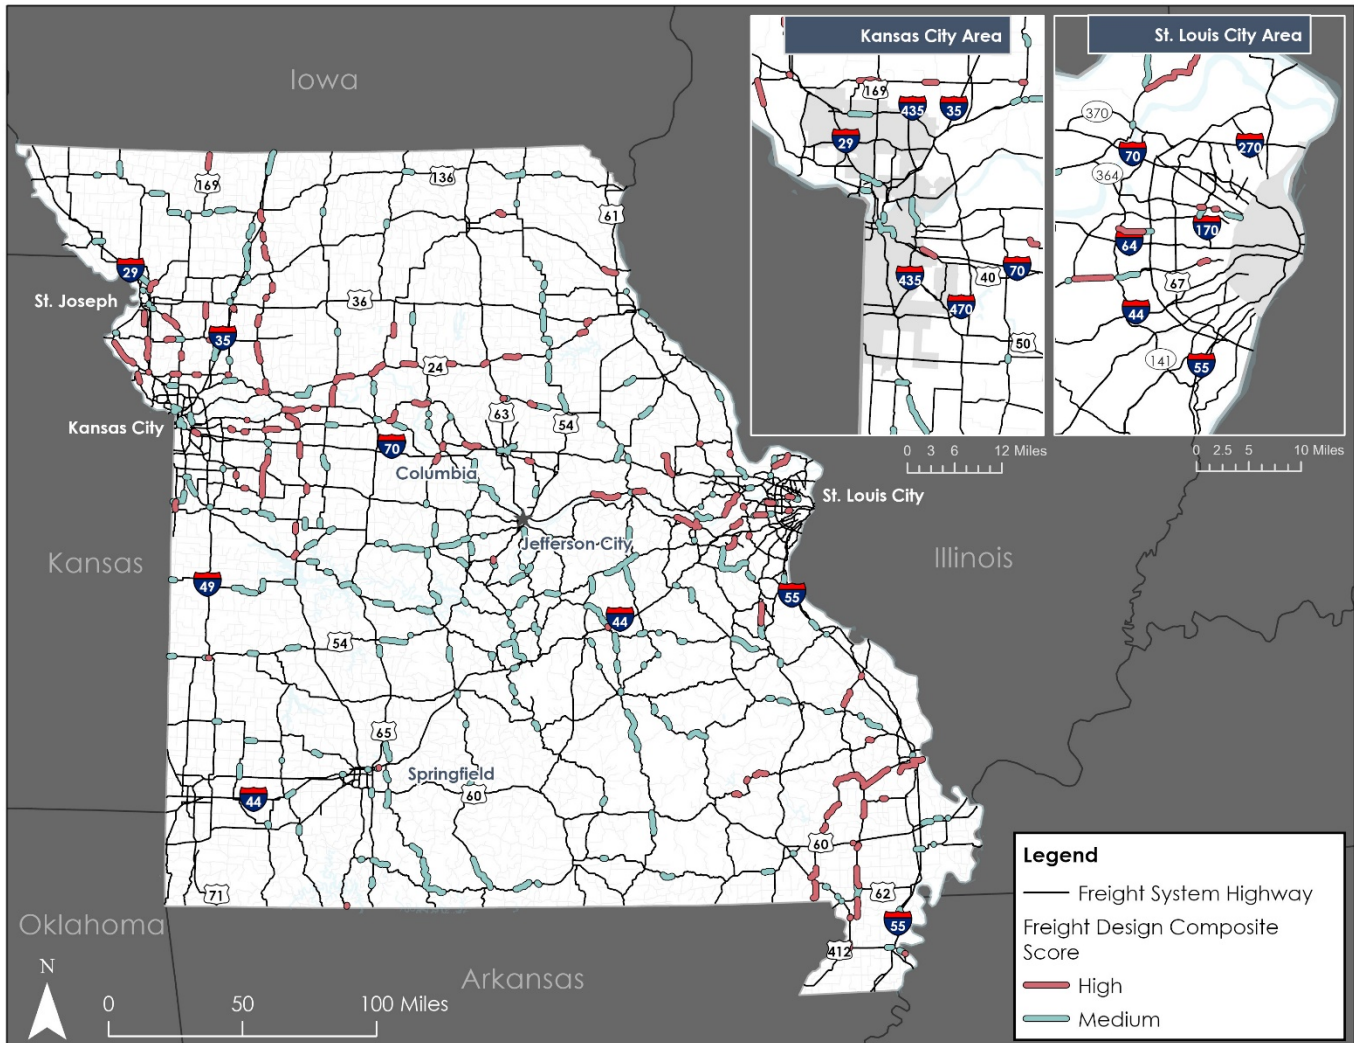 Iowa
Kansas City Area
St. Louis City Area
169
435
35
29
435
470
40
70
50
0 3 6 12 Miles
370
70
270
364
170
64
67
44
141
55
0 2.5 5 10 Miles
169
136
61
29
St. Joseph
36
35
24
Kansas City
63
54
70
Columbia
St. Louis City
Jefferson City
Kansas
Illinois
49
44
55
54
65
Springfield
44
60
60
71
62
Oklahoma
55
412
Arkansas
N
0 50 100 Miles
Legend
Freight System Highway
Freight Design Composite
Score
High
Medium